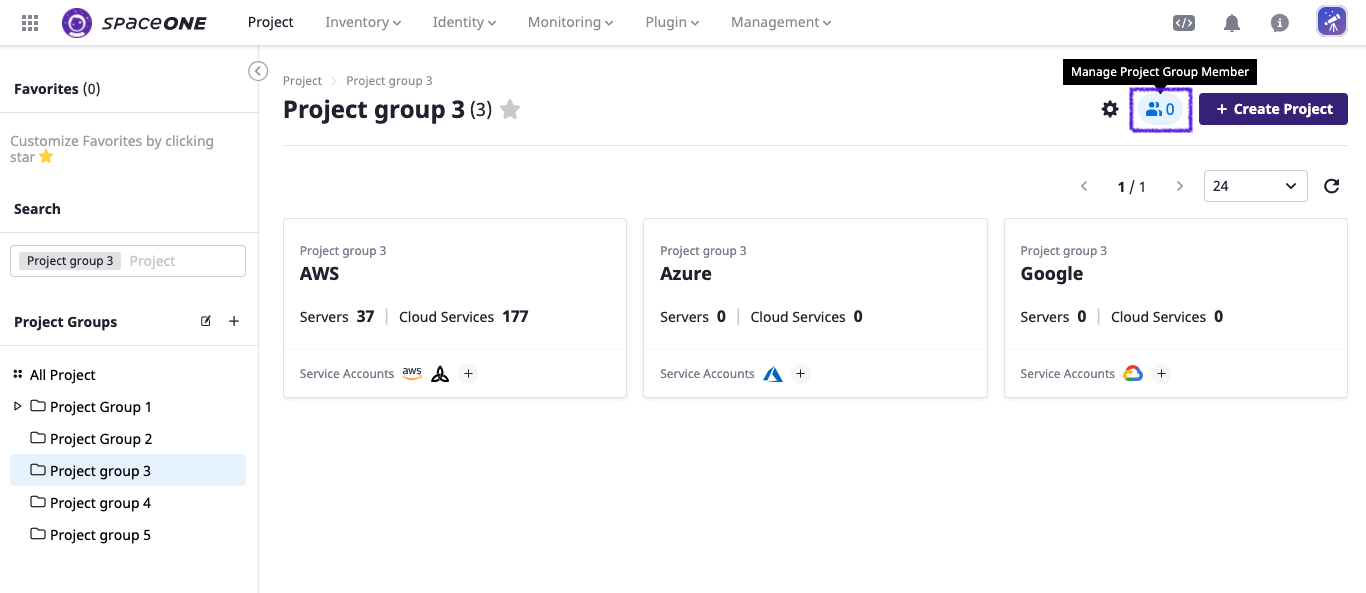 SPACEONE Project Inventory Identity Monitoring Plugin Management
Favorites (0)
Customize Favorites by clicking
star
Search
Project group 3 Project
Project Groups
All Project
Project Group 1
Project Group 2
Project group 3
Project group 4
Project group 5
Project Project group 3
Manage Project Group Member
Project group 3 (3)
0
+ Create Project
1 / 1
24
Project group 3
AWS
Servers 37 | Cloud Services 177
Service Accounts aws +
Project group 3
Azure
Servers 0 | Cloud Services 0
Service Accounts +
Project group 3
Google
Servers 0 | Cloud Services 0
Service Accounts +